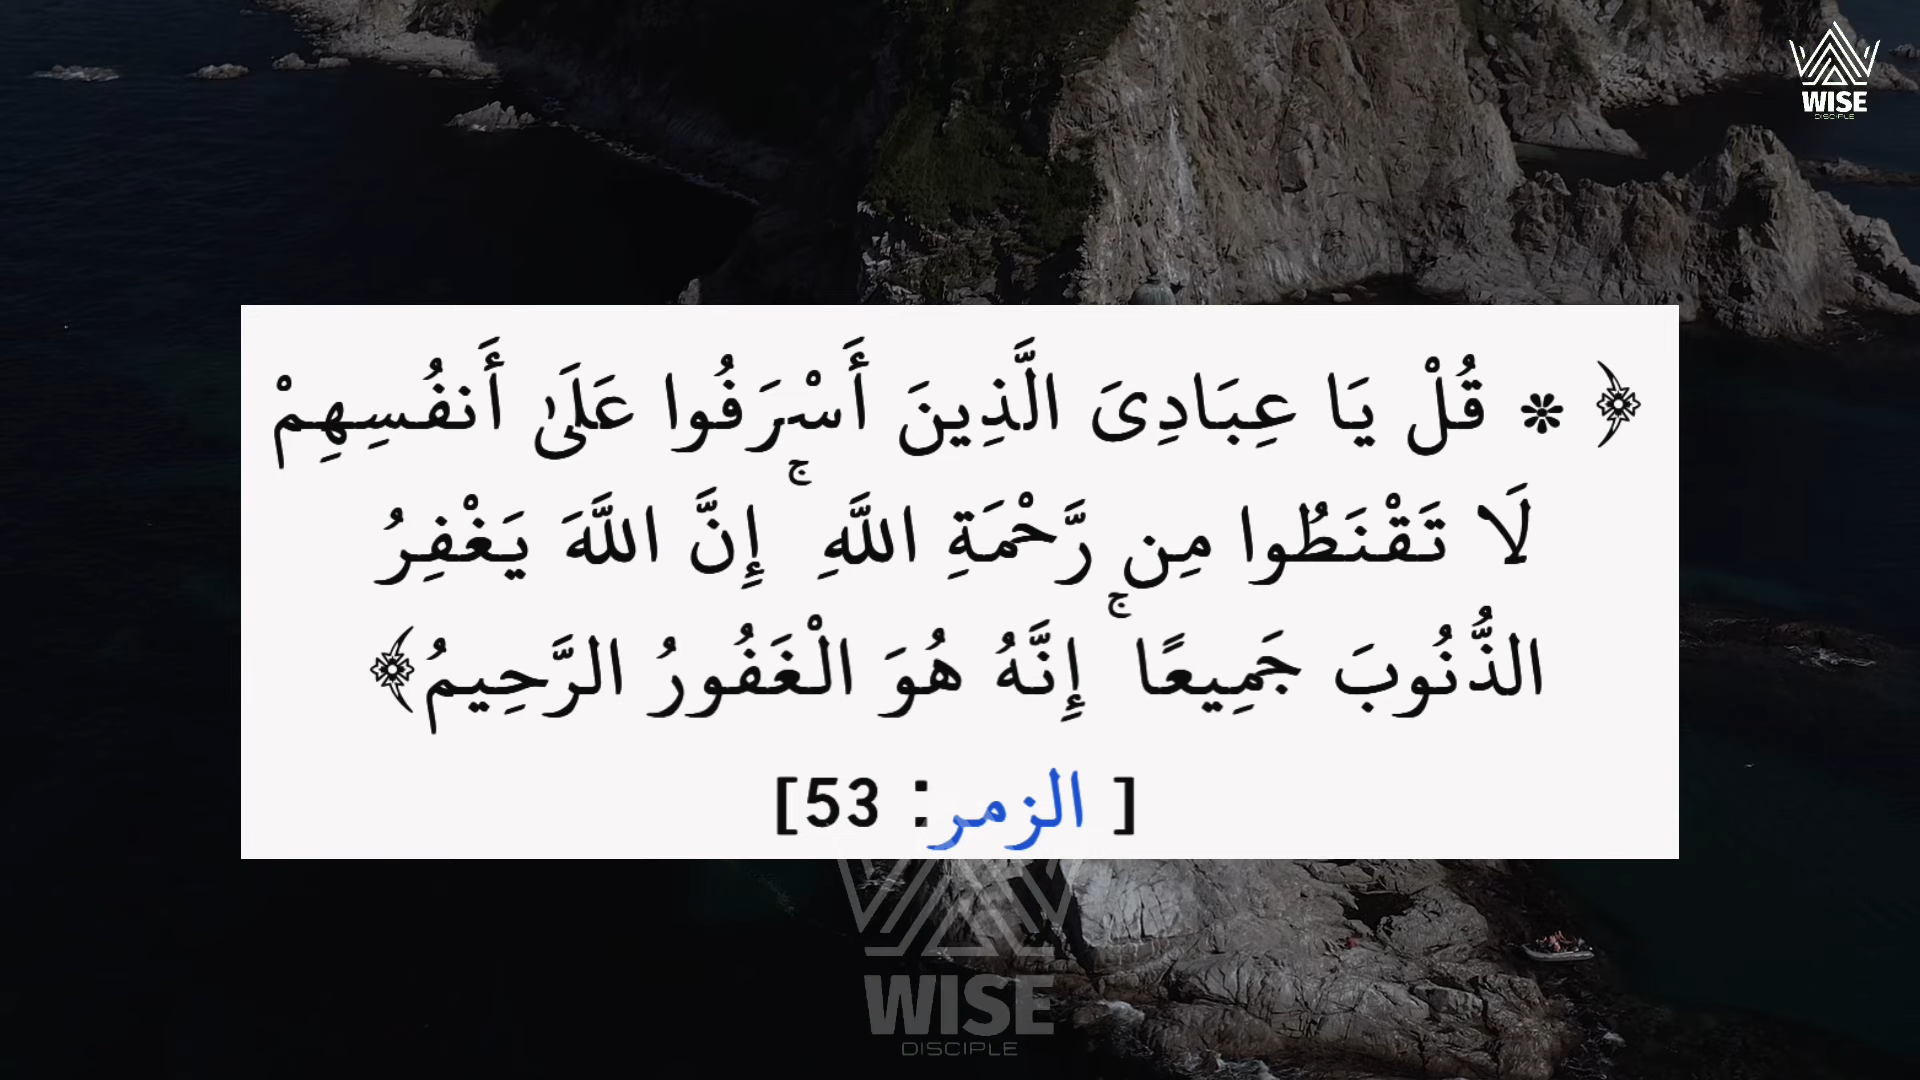 WISE
DISCIPLE
﴿ ۞ قُلْ يَا عِبَادِىَ الَّذِينَ أَسْرَفُوا عَلَىٰ أَنفُسِهِمْ
لَا تَقْنَطُوا مِن رَّحْمَةِ اللَّهِ ۚ إِنَّ اللَّهَ يَغْفِرُ
الذُّنُوبَ جَمِيعًا ۚ إِنَّهُ هُوَ الْغَفُورُ الرَّحِيمُ﴾
[ الزمر: 53]
WISE
DISCIPLE